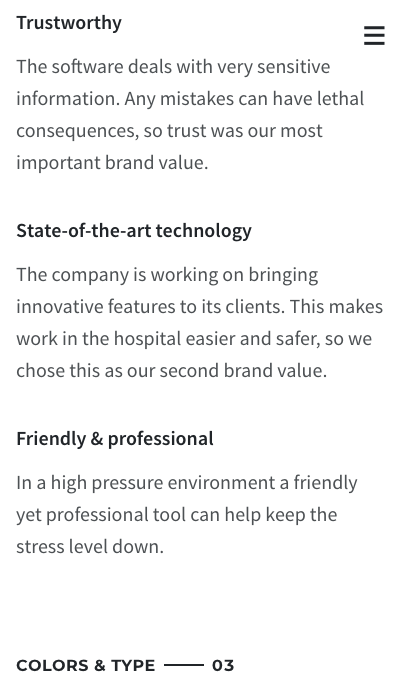 Trustworthy
The software deals with very sensitive
information. Any mistakes can have lethal
consequences, so trust was our most
important brand value.
State-of-the-art technology
The company is working on bringing
innovative features to its clients. This makes
work in the hospital easier and safer, so we
chose this as our second brand value.
Friendly & professional
In a high pressure environment a friendly
yet professional tool can help keep the
stress level down.
COLORS & TYPE —— 03